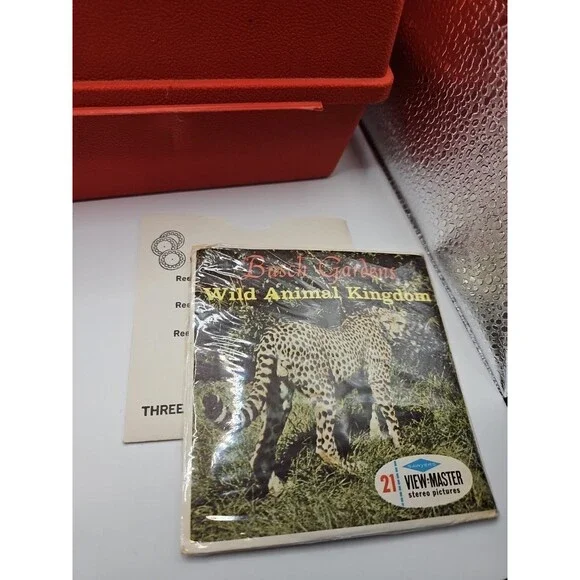 Busch Gardens
Wild Animal Kingdom
Ree
Ree
Ree
THREE
SAWYER'S
21 VIEW-MASTER
stereo pictures